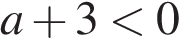 a + 3 < 0